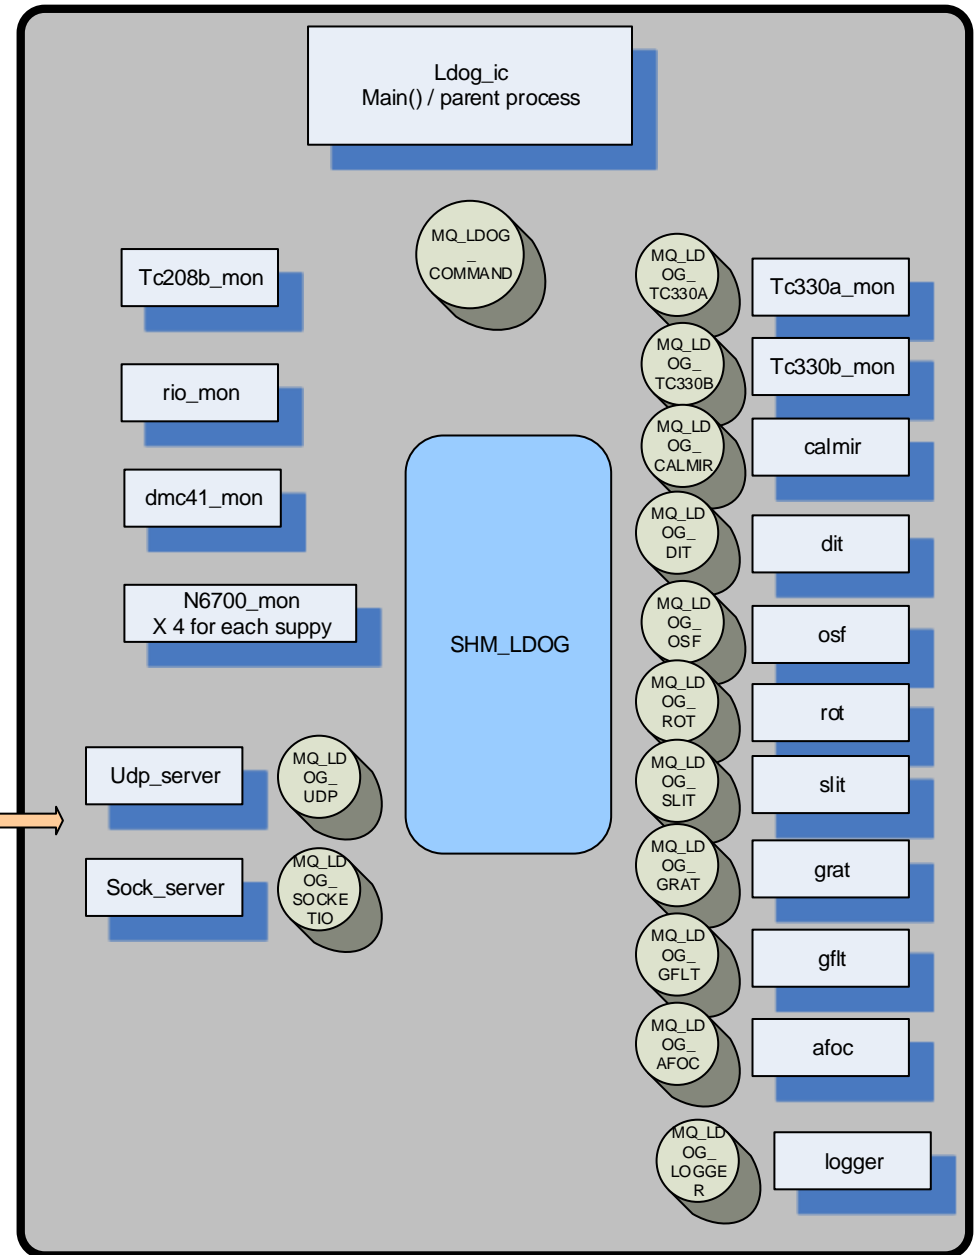 Ldog_ic
Main() / parent process
MQ_LDOG
_
COMMAND
Tc208b_mon
rio_mon
dmc41_mon
N6700_mon
X 4 for each suppy
Udp_server
MQ_LD
OG_
UDP
Sock_server
MQ_LD
OG_
SOCKE
TIO
SHM_LDOG
MQ_LD
OG_
TC330A
Tc330a_mon
MQ_LD
OG_
TC330B
Tc330b_mon
MQ_LD
OG_
CALMIR
calmir
MQ_LD
OG_
DIT
dit
MQ_LD
OG_
OSF
osf
MQ_LD
OG_
ROT
rot
MQ_LD
OG_
SLIT
slit
MQ_LD
OG_
GRAT
grat
MQ_LD
OG_
GFLT
gflt
MQ_LD
OG_
AFOC
afoc
MQ_LD
OG_
LOGGE
R
logger